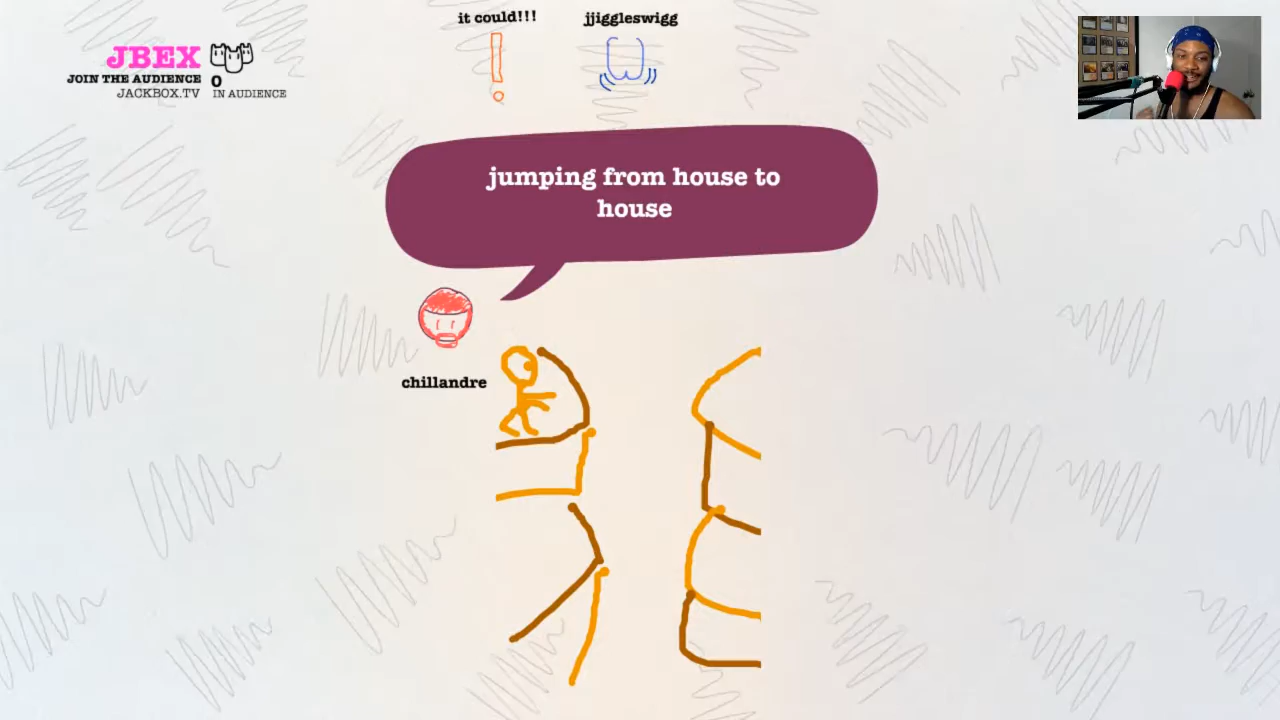 it could!!!
jjiggleswigg
JBEX
JOIN THE AUDIENCE
0
JACKBOX.TV
IN AUDIENCE
jumping from house to
house
chillandre